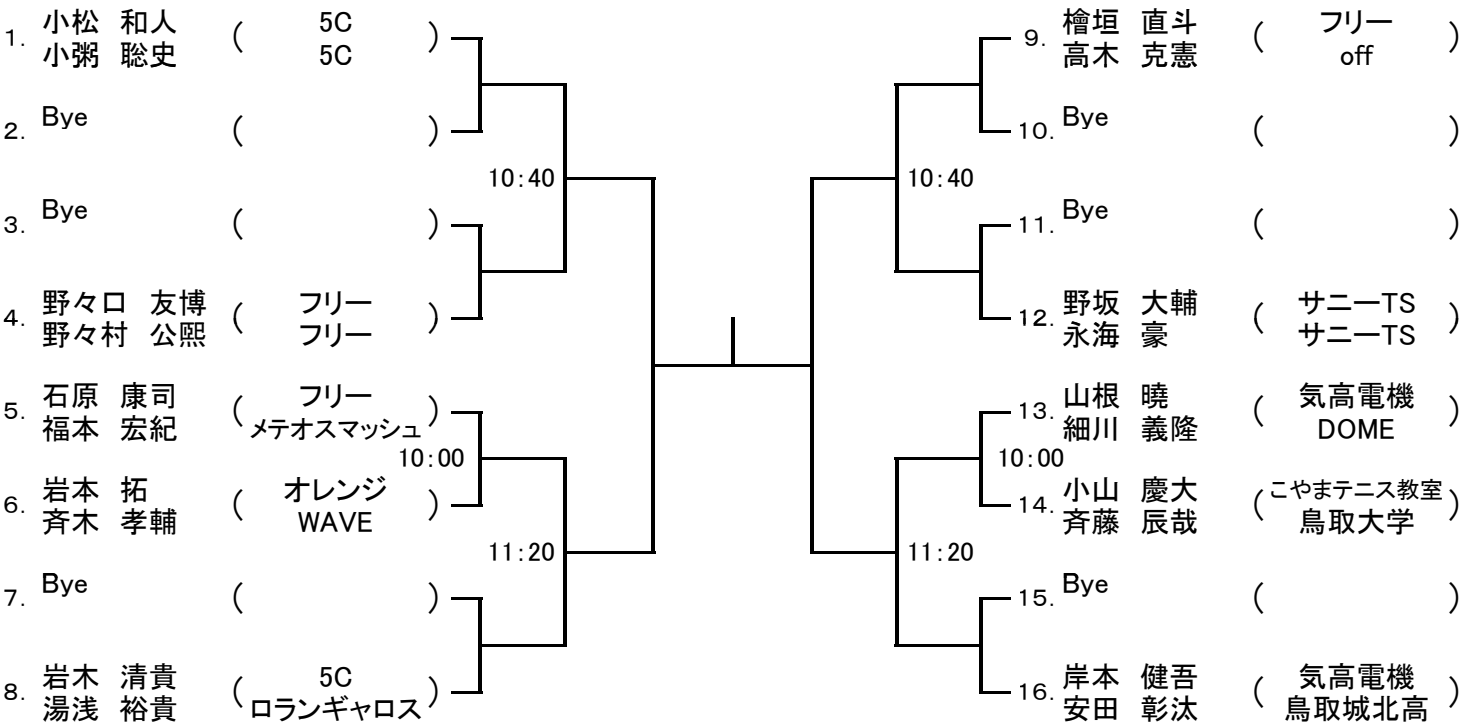 1. 小松 和人 ( 5C )
小粥 聡史 5C
2. Bye ( )
3. Bye ( )
4. 野々口 友博 ( フリー )
野々村 公熙 フリー
10:40
5. 石原 康司 ( フリー )
福本 宏紀 メテオスマッシュ
10:00
6. 岩本 拓 ( オレンジ )
斉木 孝輔 WAVE
11:20
7. Bye ( )
8. 岩木 清貴 ( 5C )
湯浅 裕貴 ロランギャロス
9. 檜垣 直斗 ( フリー )
高木 克憲 off
10. Bye ( )
10:40
11. Bye ( )
12. 野坂 大輔 ( サニーTS )
永海 豪 サニーTS
13. 山根 曉 ( 気高電機 )
細川 義隆 DOME
10:00
14. 小山 慶大 ( こやまテニス教室 )
斉藤 辰哉 鳥取大学
11:20
15. Bye ( )
16. 岸本 健吾 ( 気高電機 )
安田 彰汰 鳥取城北高